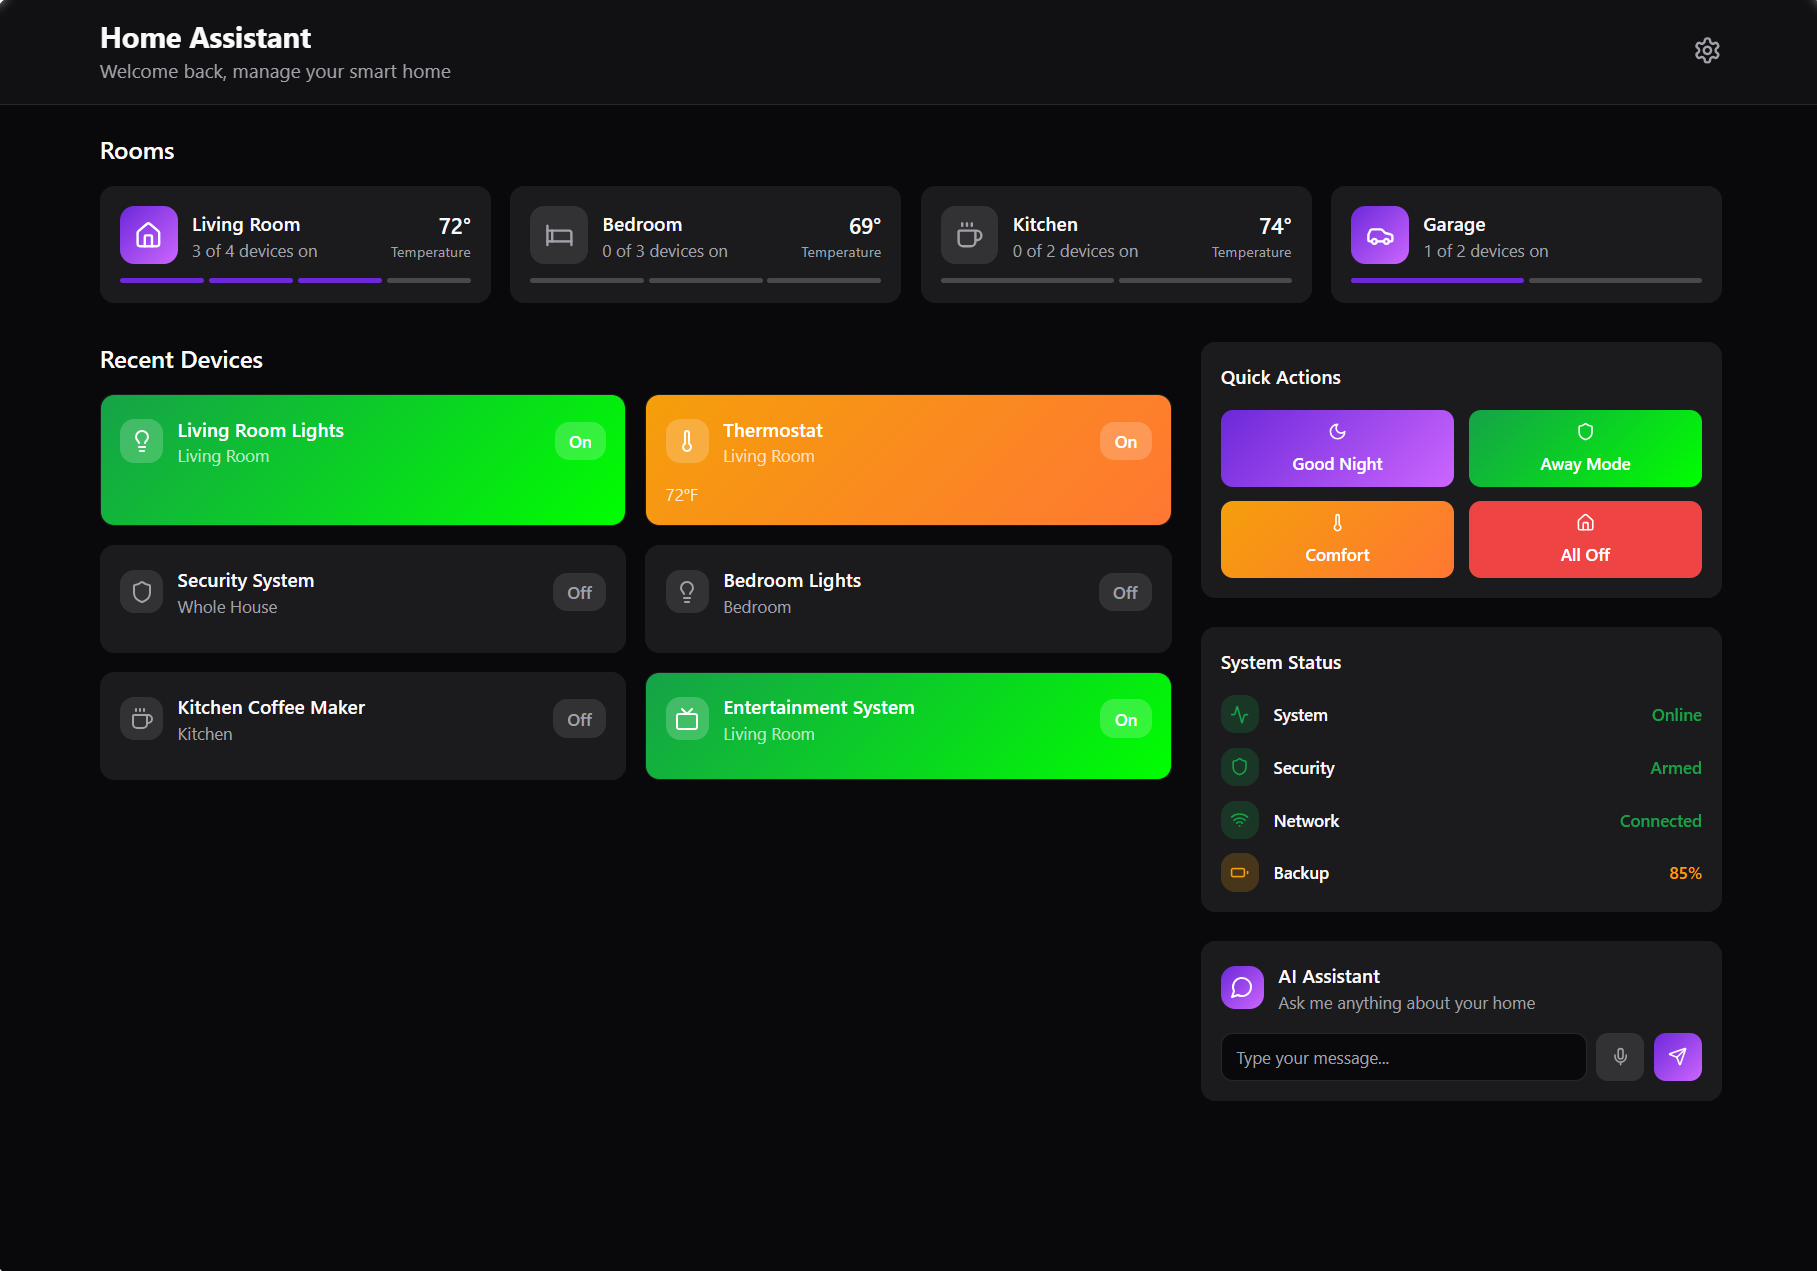 Home Assistant
Welcome back, manage your smart home
Rooms
Living Room
3 of 4 devices on
72°
Temperature
Bedroom
0 of 3 devices on
69°
Temperature
Kitchen
0 of 2 devices on
74°
Temperature
Garage
1 of 2 devices on
Recent Devices
Living Room Lights
Living Room
On
Thermostat
Living Room
On
72°F
Security System
Whole House
Off
Bedroom Lights
Bedroom
Off
Kitchen Coffee Maker
Kitchen
Off
Entertainment System
Living Room
On
Quick Actions
Good Night
Away Mode
Comfort
All Off
System Status
System
Online
Security
Armed
Network
Connected
Backup
85%
AI Assistant
Ask me anything about your home
Type your message...